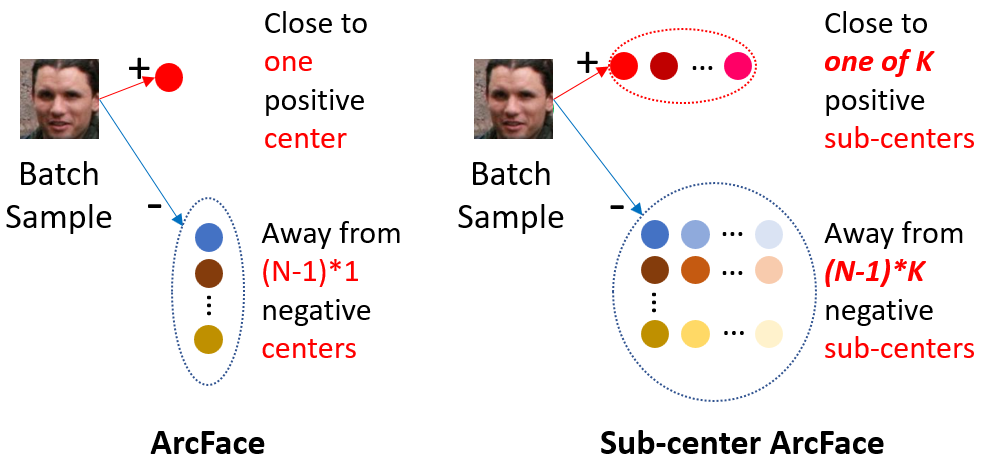 +
Close to
one
positive
center
Batch
Sample
-
Away from
(N-1)*1
negative
centers
ArcFace
+
Close to
one of K
positive
sub-centers
Batch
Sample
-
Away from
(N-1)*K
negative
sub-centers
Sub-center ArcFace